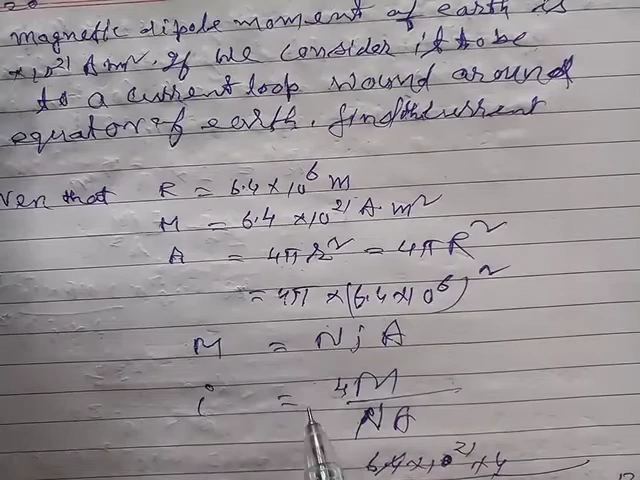 magnetic dipole moment of earth is
×10²¹ Am². If we consider it to be
to a current loop wound around
equator of earth. find the current
ven that R = 6.4 × 10⁶ m
M = 6.4 × 10²¹ A m²
A = 4πr² = 4πR²
= 4π × (6.4 × 10⁶)²
M = N i A
i = 4M / NA
6.4 × 10²¹ × 4